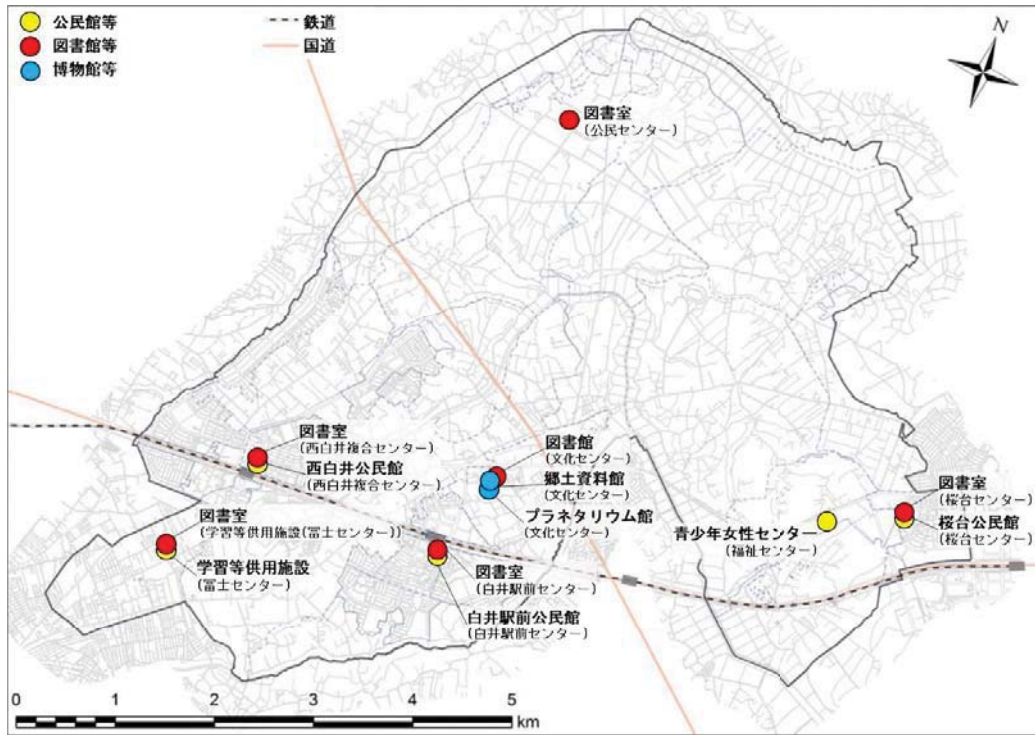 公民館等
図書館等
博物館等
鉄道
国道
N
図書室
(公民センター)
図書室
(西白井複合センター)
西白井公民館
(西白井複合センター)
図書館
(文化センター)
郷土資料館
(文化センター)
プラネタリウム館
(文化センター)
図書室
(学習等供用施設(冨士センター))
学習等供用施設
(冨士センター)
図書室
(白井駅前センター)
白井駅前公民館
(白井駅前センター)
青少年女性センター
(福祉センター)
図書室
(桜台センター)
桜台公民館
(桜台センター)
0 1 2 3 4 5
km